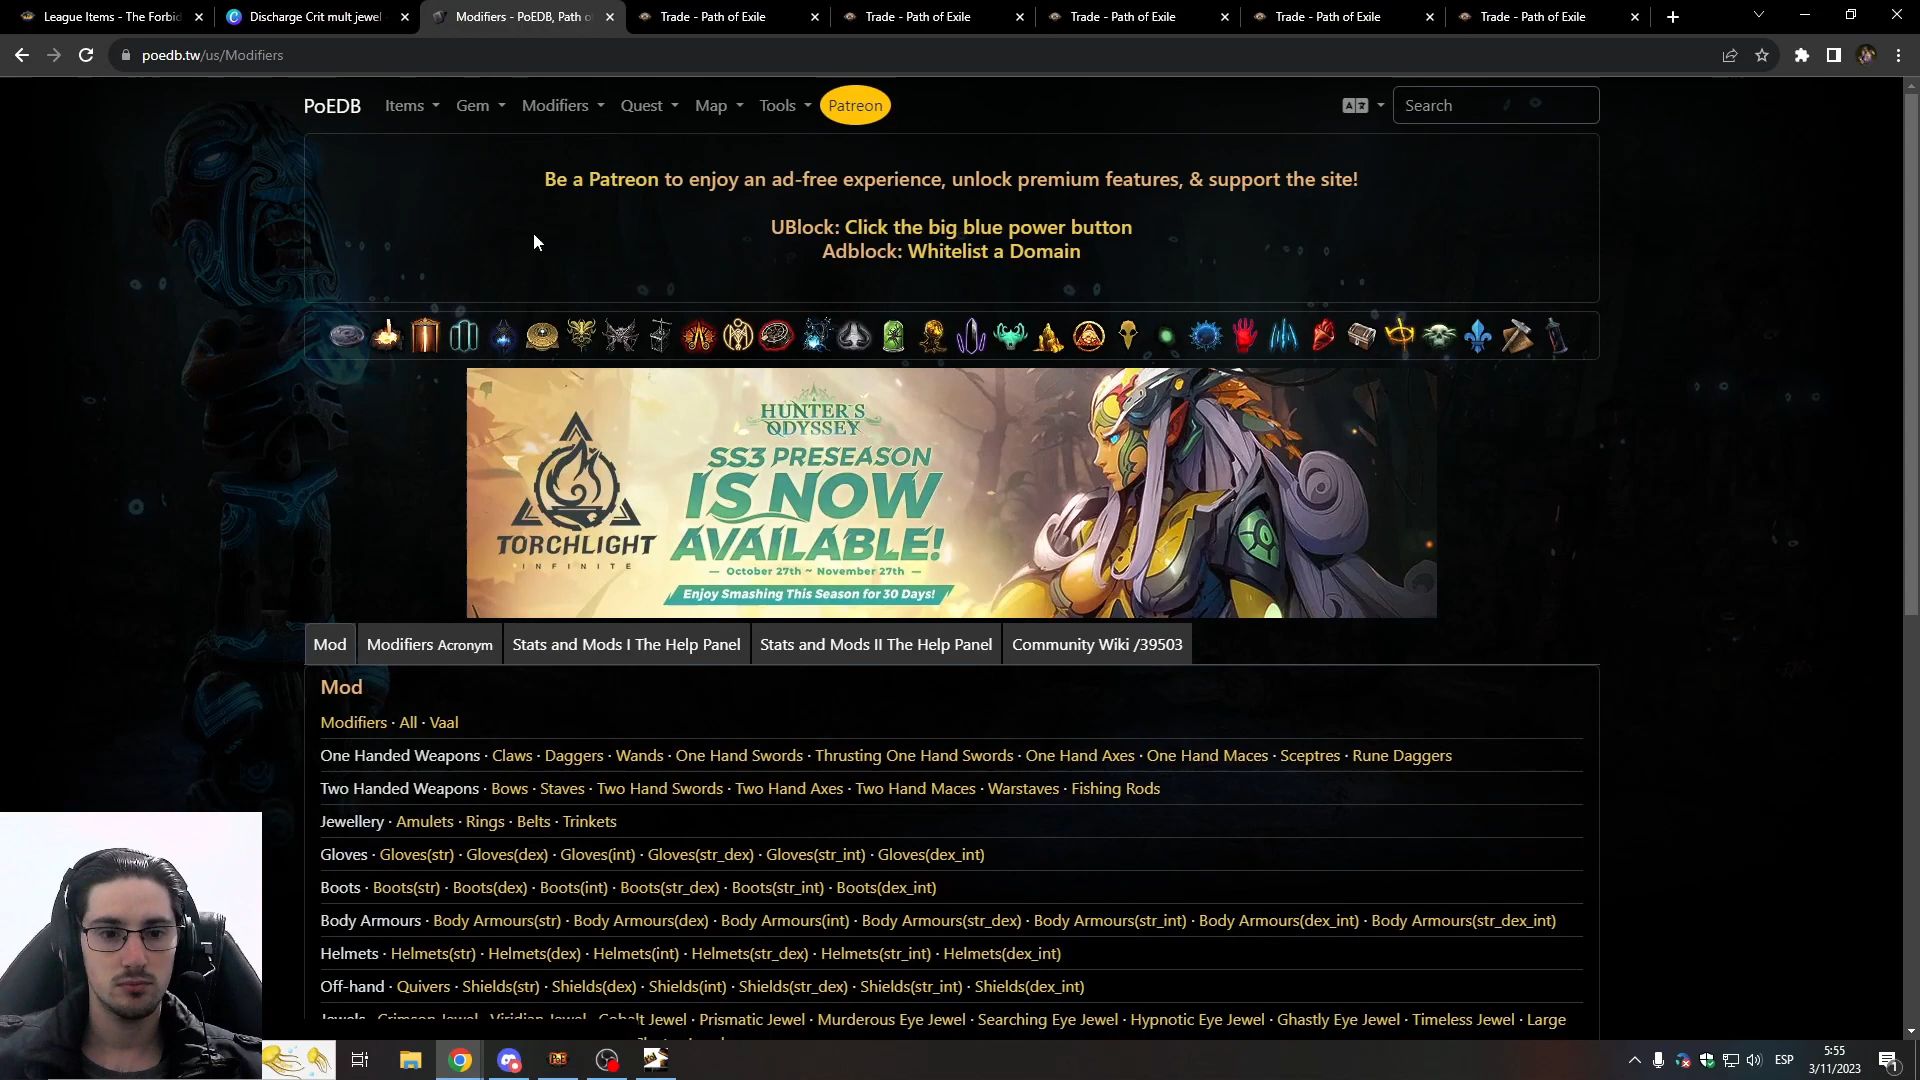 League Items - The Forbid
Discharge Crit mult jewel
Modifiers - PoEDB, Path o
Trade - Path of Exile
Trade - Path of Exile
Trade - Path of Exile
Trade - Path of Exile
Trade - Path of Exile
poedb.tw/us/Modifiers
PoEDB Items Gem Modifiers Quest Map Tools Patreon Search
Be a Patreon to enjoy an ad-free experience, unlock premium features, & support the site!
UBlock: Click the big blue power button
Adblock: Whitelist a Domain
HUNTER'S
ODYSSEY
SS3 PRESEASON
IS NOW
AVAILABLE!
— October 27th ~ November 27th —
Enjoy Smashing This Season for 30 Days!
TORCHLIGHT
INFINITE
Mod Modifiers Acronym Stats and Mods I The Help Panel Stats and Mods II The Help Panel Community Wiki /39503
Mod
Modifiers · All · Vaal
One Handed Weapons · Claws · Daggers · Wands · One Hand Swords · Thrusting One Hand Swords · One Hand Axes · One Hand Maces · Sceptres · Rune Daggers
Two Handed Weapons · Bows · Staves · Two Hand Swords · Two Hand Axes · Two Hand Maces · Warstaves · Fishing Rods
Jewellery · Amulets · Rings · Belts · Trinkets
Gloves · Gloves(str) · Gloves(dex) · Gloves(int) · Gloves(str_dex) · Gloves(str_int) · Gloves(dex_int)
Boots · Boots(str) · Boots(dex) · Boots(int) · Boots(str_dex) · Boots(str_int) · Boots(dex_int)
Body Armours · Body Armours(str) · Body Armours(dex) · Body Armours(int) · Body Armours(str_dex) · Body Armours(str_int) · Body Armours(dex_int) · Body Armours(str_dex_int)
Helmets · Helmets(str) · Helmets(dex) · Helmets(int) · Helmets(str_dex) · Helmets(str_int) · Helmets(dex_int)
Off-hand · Quivers · Shields(str) · Shields(dex) · Shields(int) · Shields(str_dex) · Shields(str_int) · Shields(dex_int)
Jewels · Crimson Jewel · Viridian Jewel · Cobalt Jewel · Prismatic Jewel · Murderous Eye Jewel · Searching Eye Jewel · Hypnotic Eye Jewel · Ghastly Eye Jewel · Timeless Jewel · Large
ESP
5:55
3/11/2023